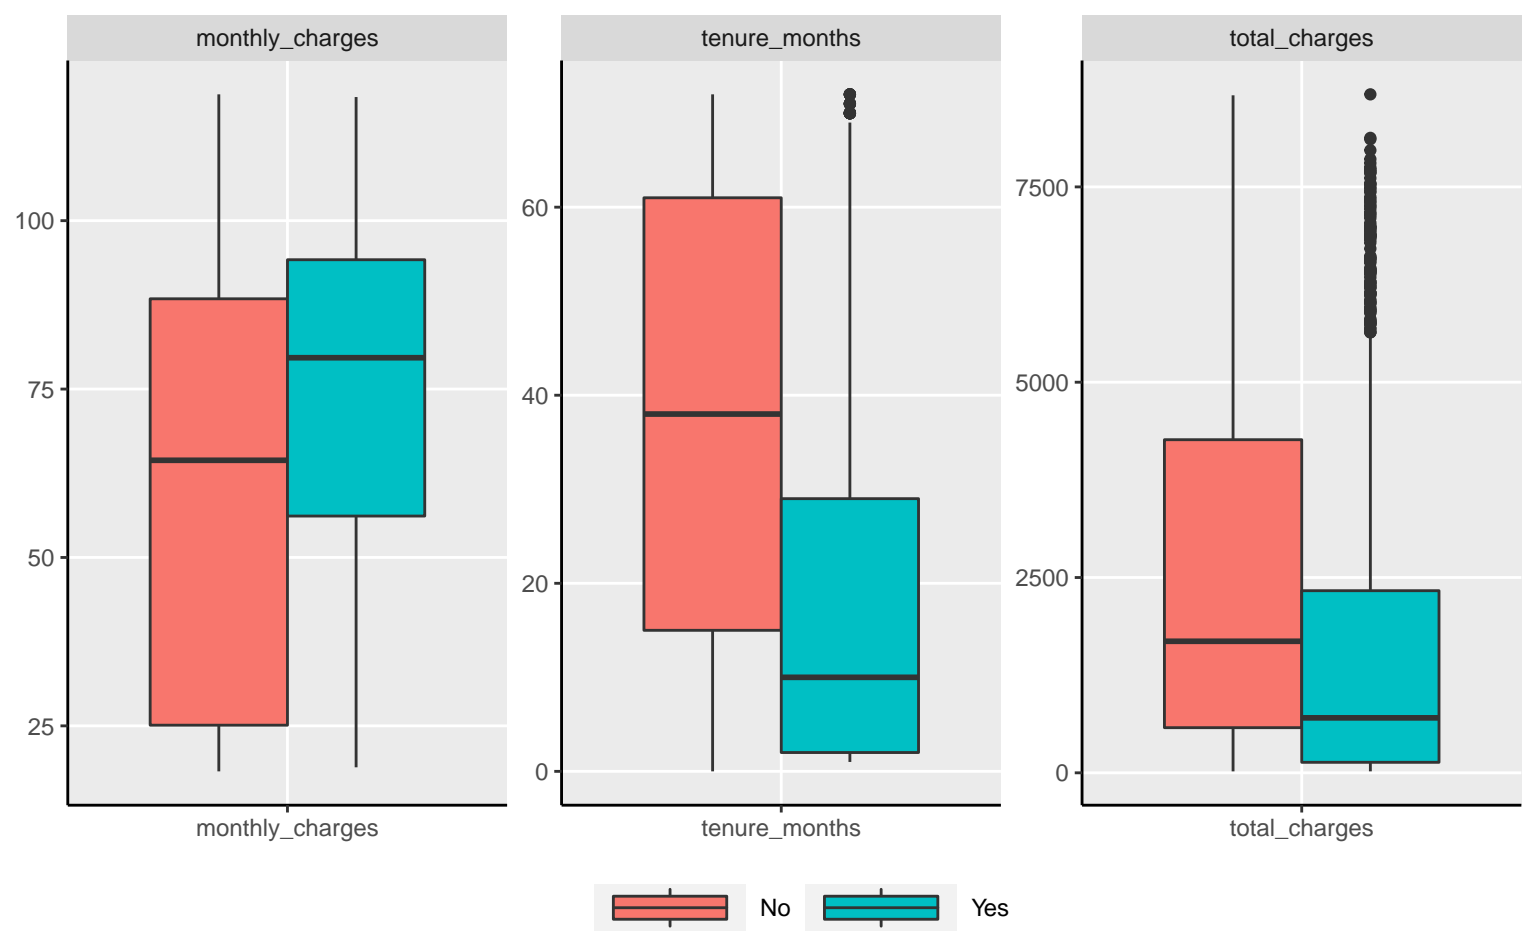 monthly_charges
tenure_months
total_charges
100
75
50
25
60
40
20
0
7500
5000
2500
0
monthly_charges
tenure_months
total_charges
No
Yes